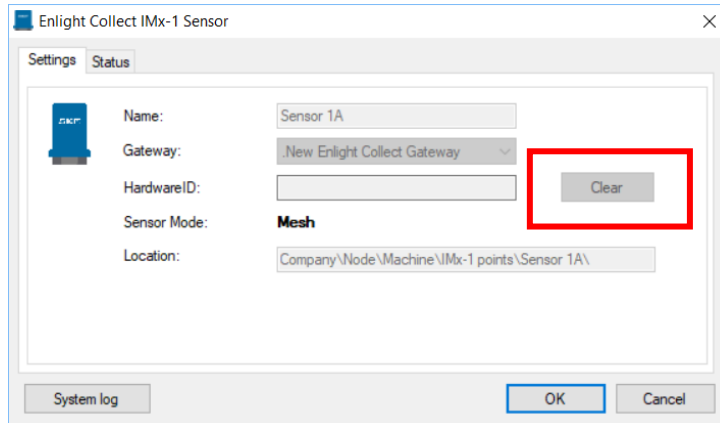 Enlight Collect IMx-1 Sensor
Settings Status
SKF
Name: Sensor 1A
Gateway: .New Enlight Collect Gateway
HardwareID: Clear
Sensor Mode: Mesh
Location: Company\Node\Machine\IMx-1 points\Sensor 1A\
System log OK Cancel